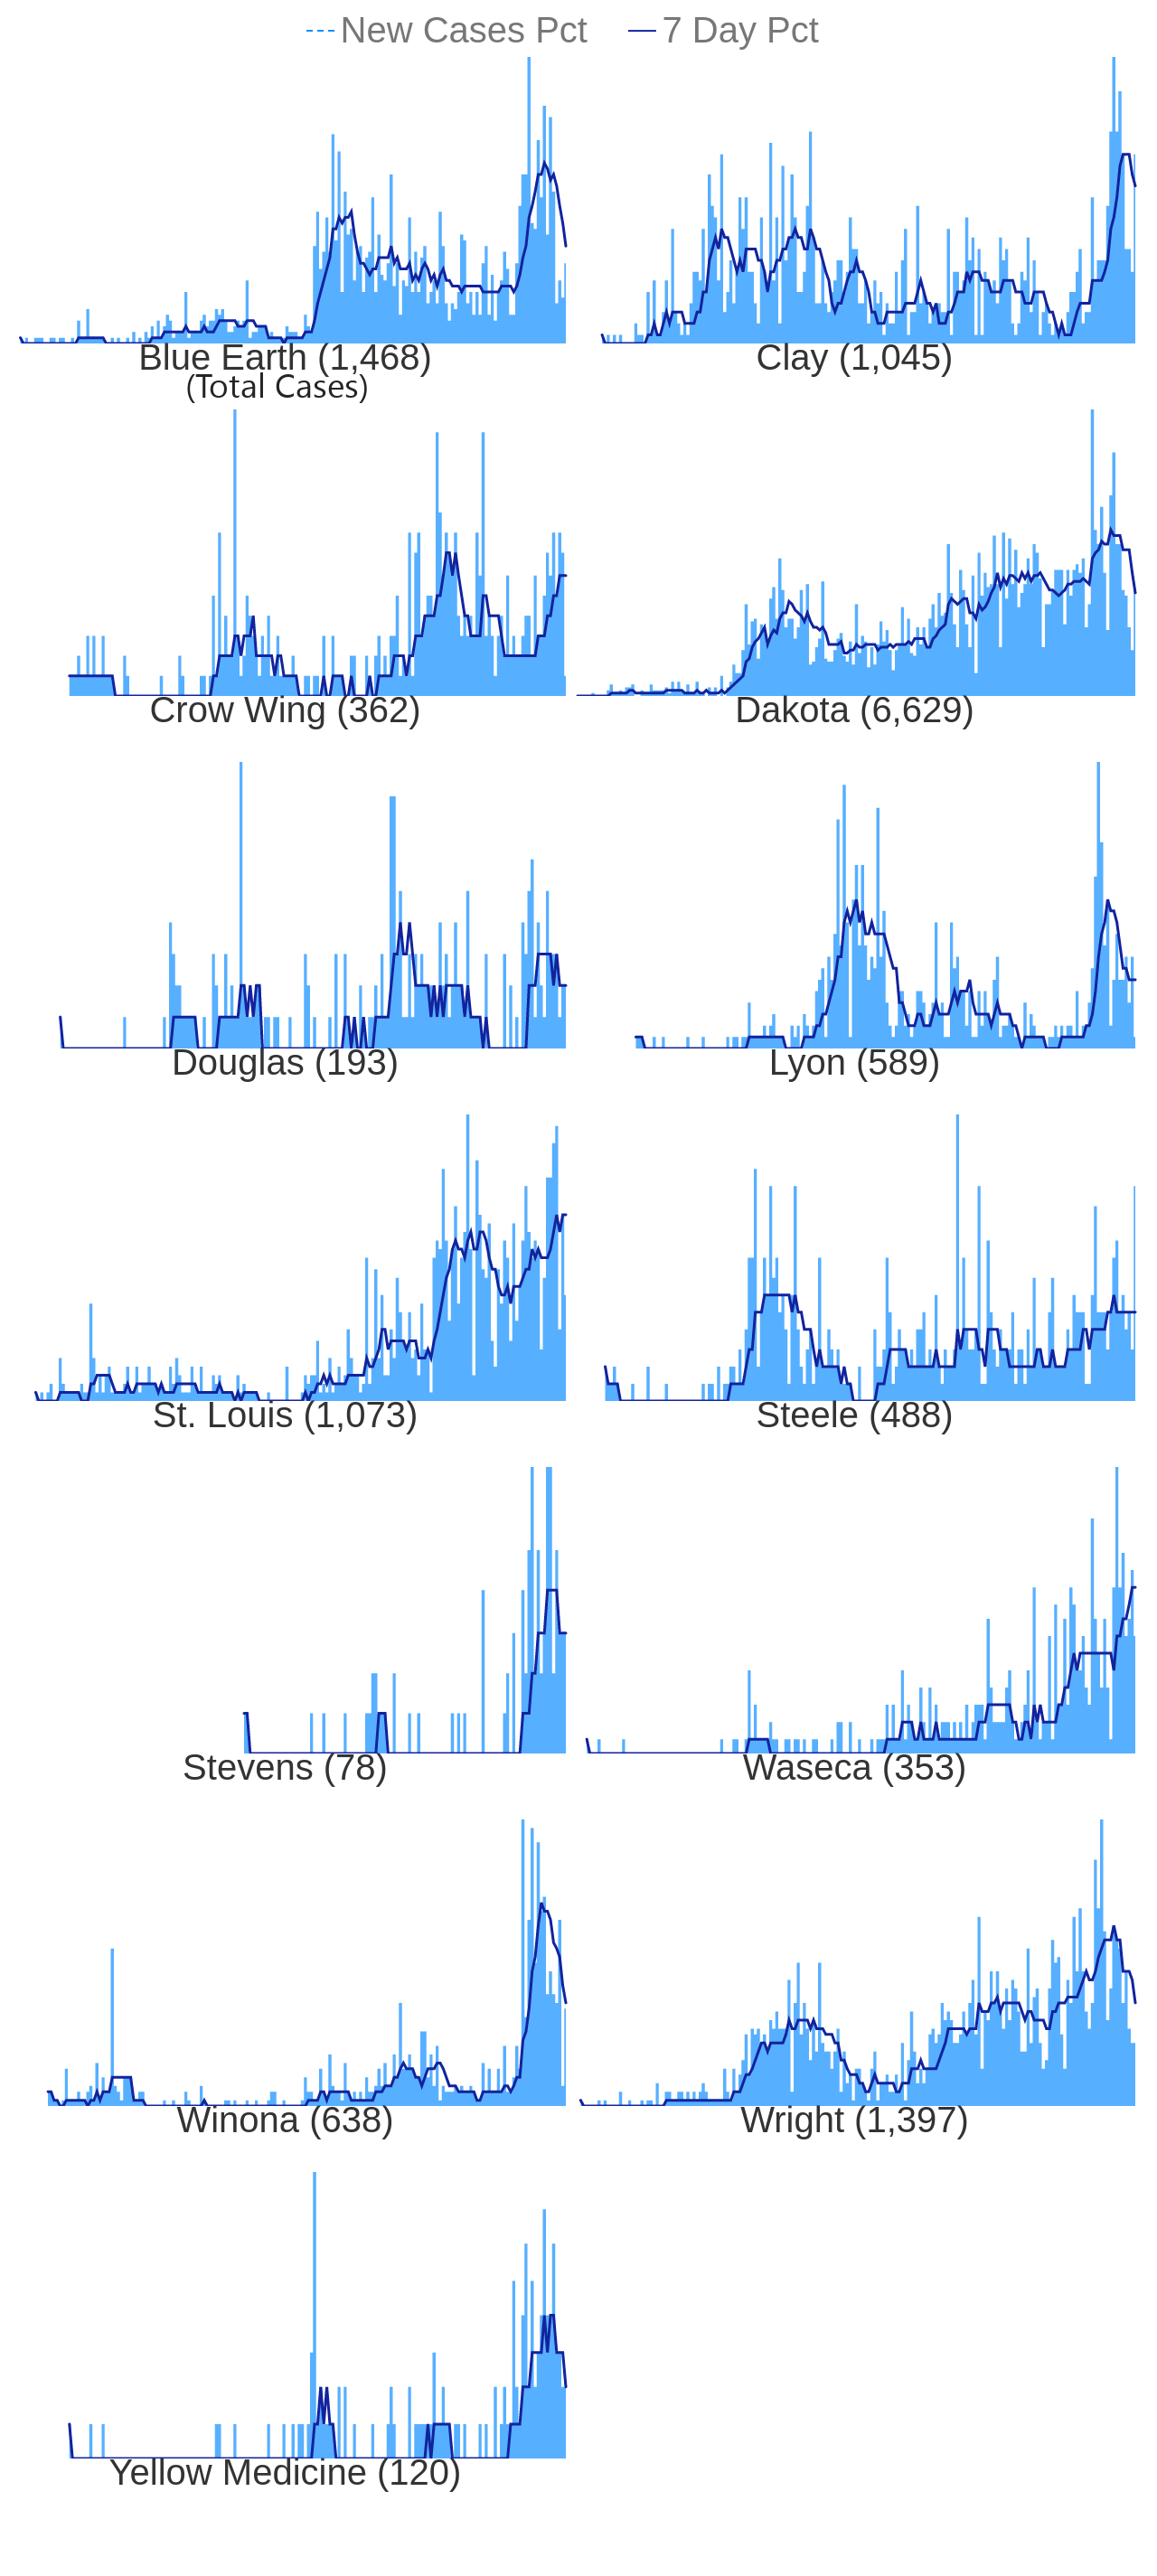 New Cases Pct 7 Day Pct
Blue Earth (1,468) Clay (1,045)
(Total Cases)
Crow Wing (362) Dakota (6,629)
Douglas (193) Lyon (589)
St. Louis (1,073) Steele (488)
Stevens (78) Waseca (353)
Winona (638) Wright (1,397)
Yellow Medicine (120)